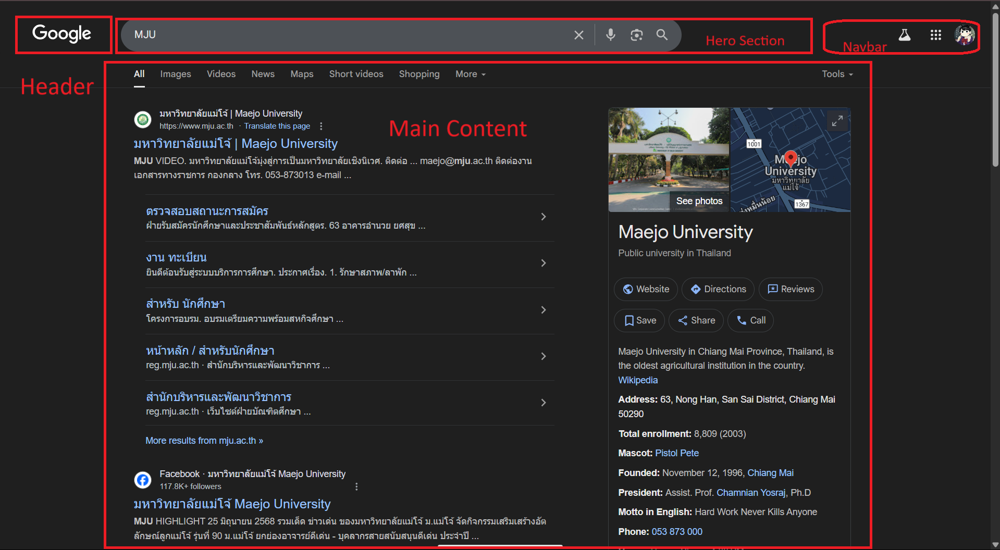 Google
MJU
Hero Section
Navbar
Header
All
Images
Videos
News
Maps
Short videos
Shopping
More
Tools
Main Content
มหาวิทยาลัยแม่โจ้ | Maejo University
https://www.mju.ac.th · Translate this page
มหาวิทยาลัยแม่โจ้ | Maejo University
MJU VIDEO. มหาวิทยาลัยแม่โจ้มุ่งสู่การเป็นมหาวิทยาลัยเชิงนิเวศ. ติดต่อ ... maejo@mju.ac.th ติดต่องาน
เอกสารทางราชการ กองกลาง โทร. 053-873013 e-mail ...
ตรวจสอบสถานะการสมัคร
ฝ่ายรับสมัครนักศึกษาและประชาสัมพันธ์หลักสูตร. 63 อาคารอำนวย ยศสุข ...
งาน ทะเบียน
ยินดีต้อนรับสู่ระบบบริการการศึกษา. ประกาศเรื่อง. 1. รักษาสภาพ/ลาพัก ...
สำหรับ นักศึกษา
โครงการอบรม. อบรมเตรียมความพร้อมสหกิจศึกษา ...
หน้าหลัก / สำหรับนักศึกษา
reg.mju.ac.th · สำนักบริหารและพัฒนาวิชาการ ...
สำนักบริหารและพัฒนาวิชาการ
reg.mju.ac.th · เว็บไซต์ฝ่ายบัณฑิตศึกษา ...
More results from mju.ac.th »
Facebook · มหาวิทยาลัยแม่โจ้ Maejo University
117.8K+ followers
มหาวิทยาลัยแม่โจ้ Maejo University
MJU HIGHLIGHT 25 มิถุนายน 2568 รวมเด็ด ข่าวเด่น ของมหาวิทยาลัยแม่โจ้ ม.แม่โจ้ จัดกิจกรรมเสริมเสร้างอัต
ลักษณ์ลูกแม่โจ้ รุ่นที่ 90 ม.แม่โจ้ ยกย่องอาจารย์ดีเด่น - บุคลากรสายสนับสนุนดีเด่น ประจำปี ...
See photos
1001
Maejo
University
มหาวิทยาลัย
แม่โจ้
1367
Maejo University
Public university in Thailand
Website
Directions
Reviews
Save
Share
Call
Maejo University in Chiang Mai Province, Thailand, is
the oldest agricultural institution in the country.
Wikipedia
Address: 63, Nong Han, San Sai District, Chiang Mai
50290
Total enrollment: 8,809 (2003)
Mascot: Pistol Pete
Founded: November 12, 1996, Chiang Mai
President: Assist. Prof. Chamnian Yosraj, Ph.D
Motto in English: Hard Work Never Kills Anyone
Phone: 053 873 000